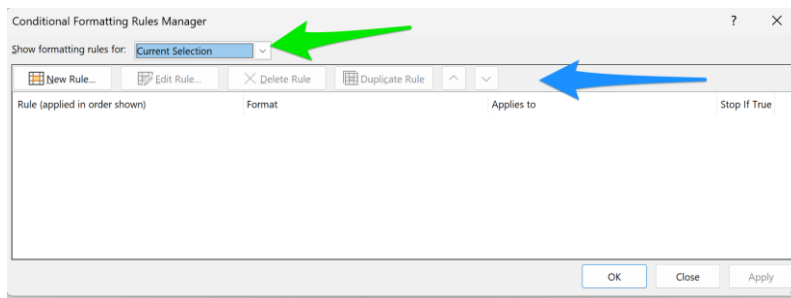 Conditional Formatting Rules Manager ?
Show formatting rules for: Current Selection
New Rule... Edit Rule... Delete Rule Duplicate Rule
Rule (applied in order shown) Format Applies to Stop If True
OK Close Apply